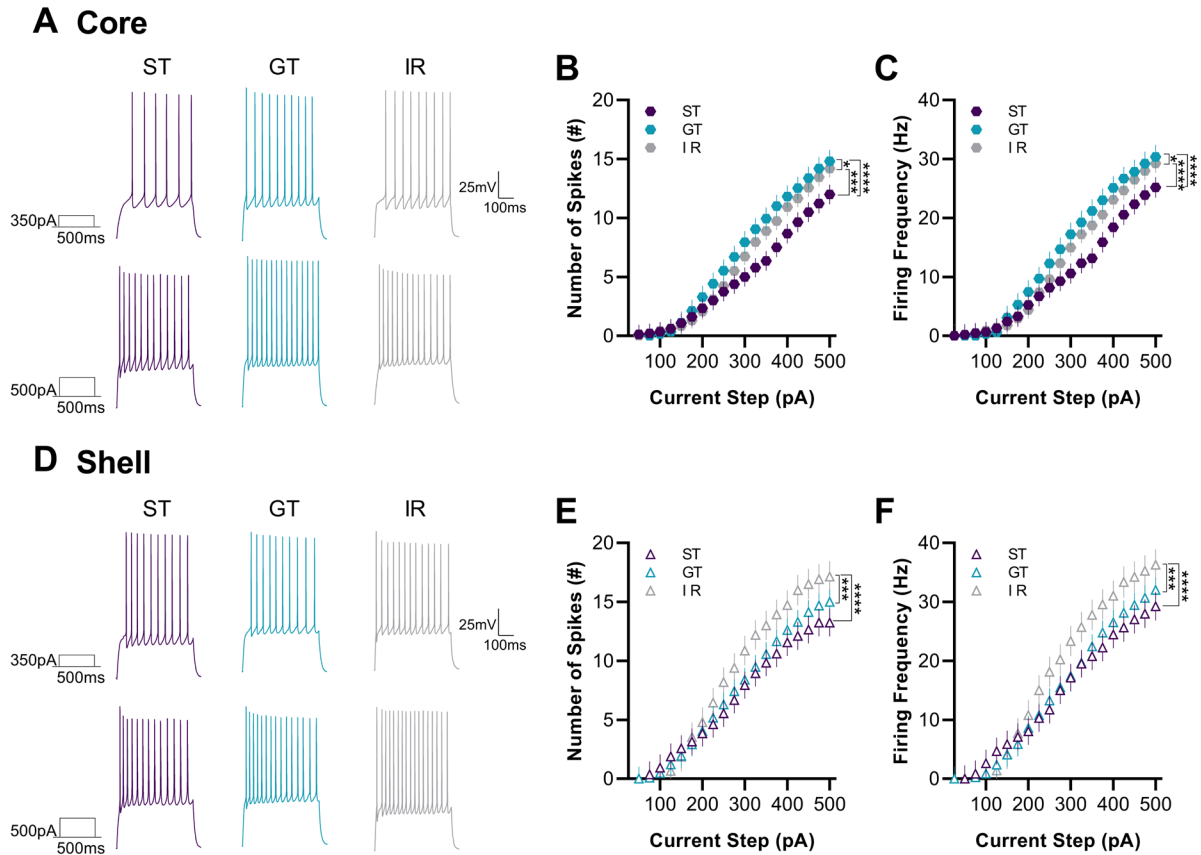 A Core
ST GT IR
350pA
500ms
25mV
100ms
500pA
500ms
B
Number of Spikes (#)
20
15
10
5
0
ST
GT
I R
* *** ****
100 200 300 400 500
Current Step (pA)
C
Firing Frequency (Hz)
40
30
20
10
0
ST
GT
I R
* **** ****
100 200 300 400 500
Current Step (pA)
D Shell
ST GT IR
350pA
500ms
25mV
100ms
500pA
500ms
E
Number of Spikes (#)
20
15
10
5
0
ST
GT
I R
*** ****
100 200 300 400 500
Current Step (pA)
F
Firing Frequency (Hz)
40
30
20
10
0
ST
GT
I R
*** ****
100 200 300 400 500
Current Step (pA)